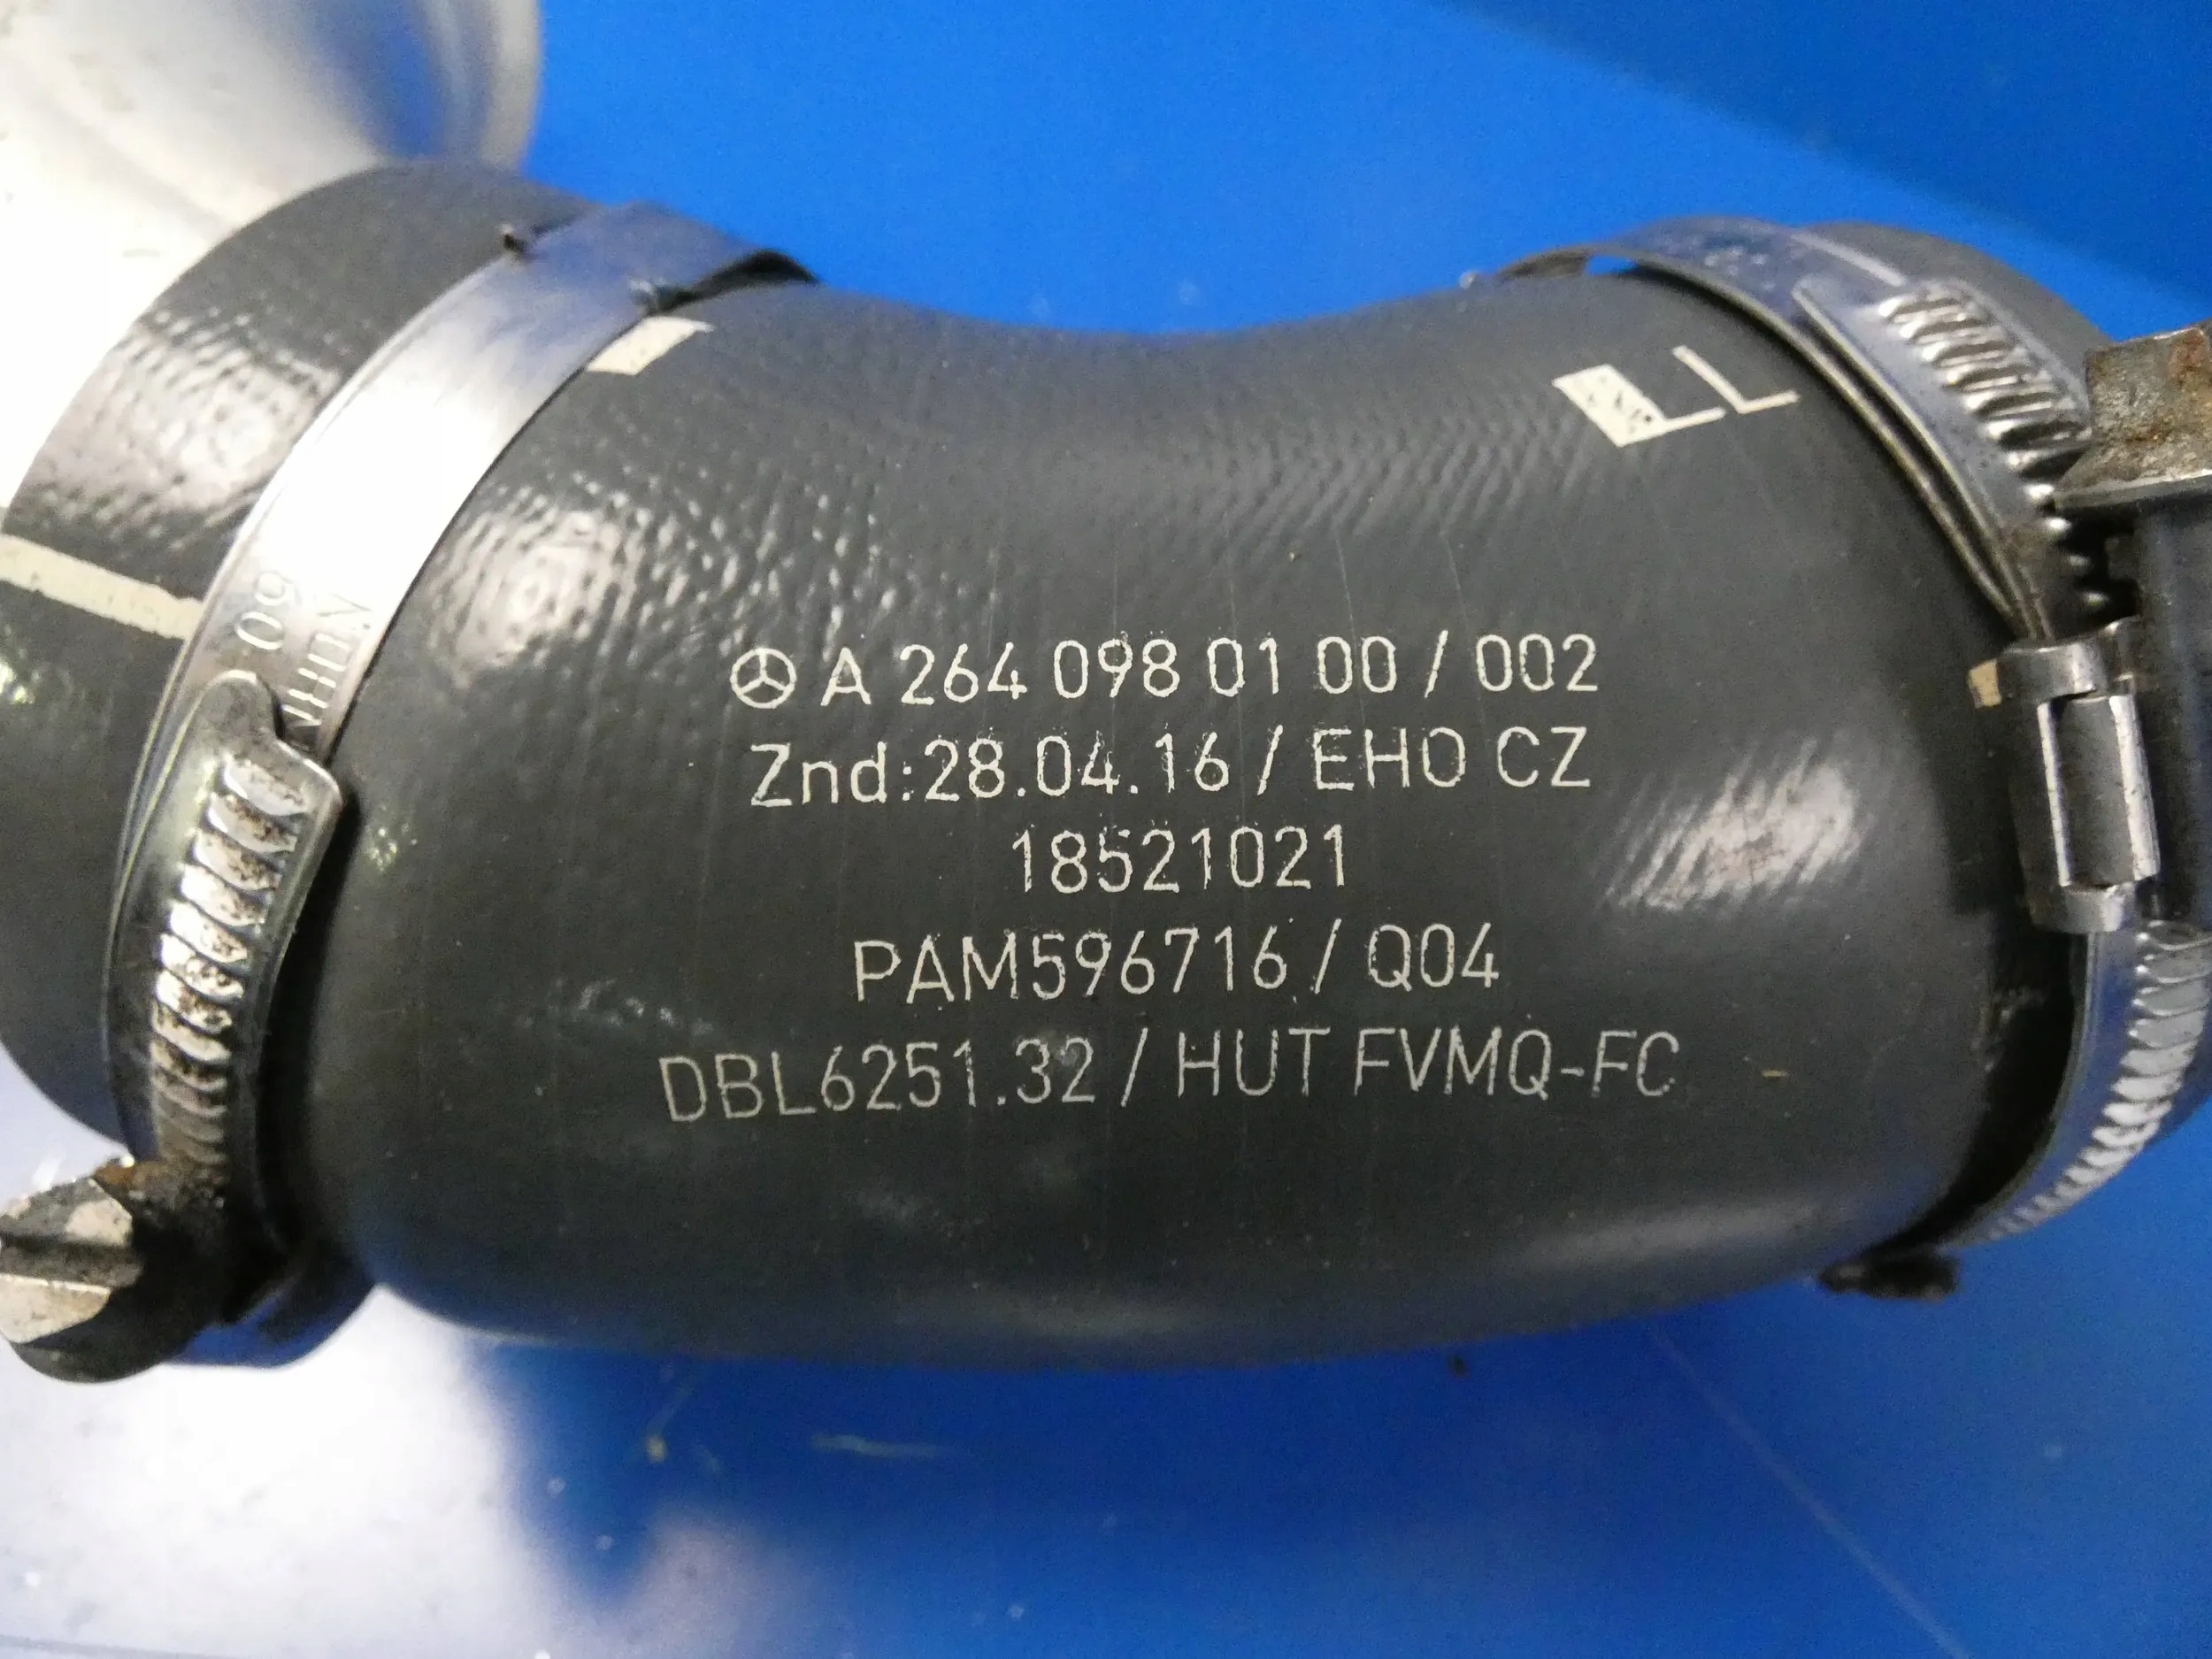 A 264 098 01 00 / 002
Znd:28.04.16 / EHO CZ
18521021
PAM596716 / Q04
DBL6251.32 / HUT FVMQ-FC
60